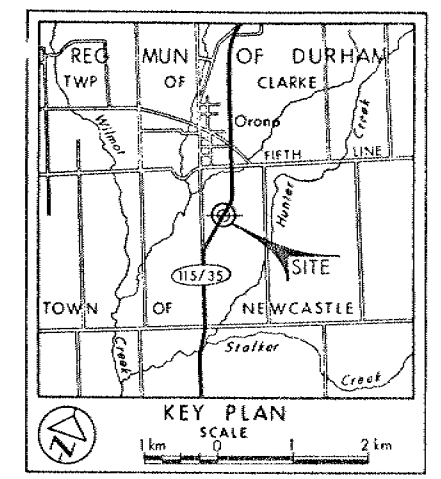 REG MUN OF DURHAM
TWP OF CLARKE
Orono
Wilmot
Creek
FIFTH LINE
Hunter
Creek
115/35
SITE
TOWN OF NEWCASTLE
Stalker
Creek
KEY PLAN
SCALE
1 km 0 1 2 km
N